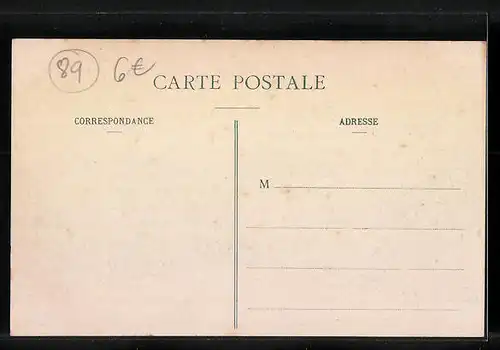 89 6€
CARTE POSTALE
CORRESPONDANCE
ADRESSE
M